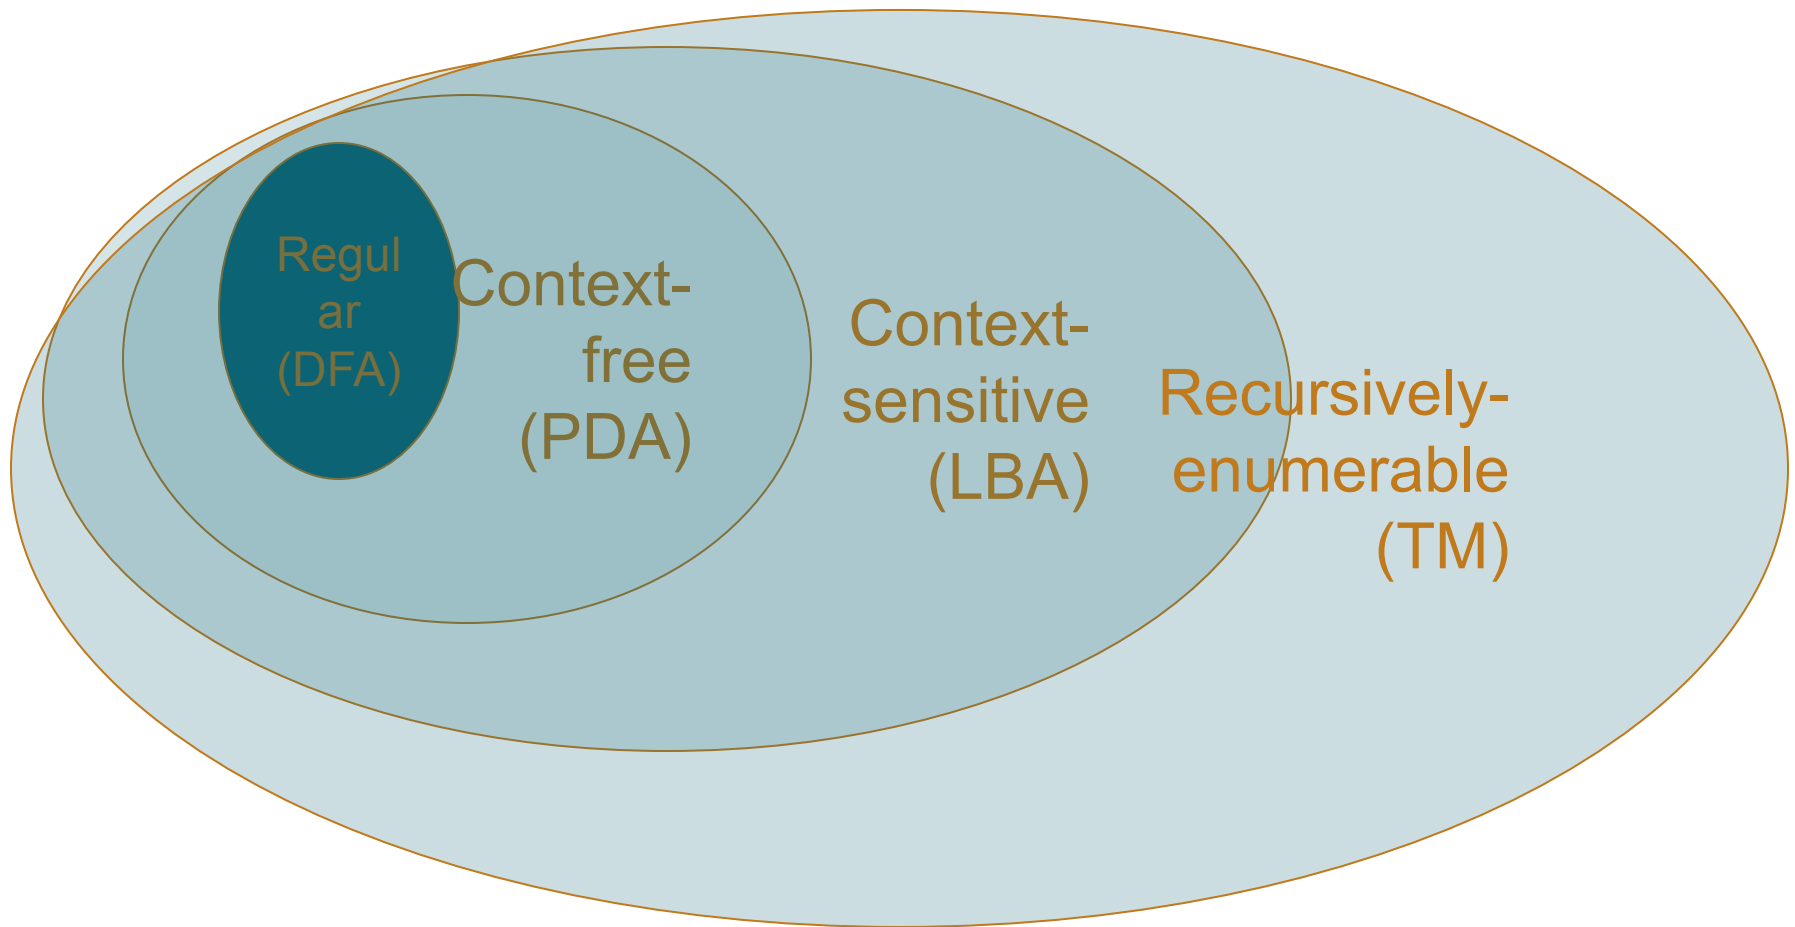 Regul
ar
(DFA)
Context-
free
(PDA)
Context-
sensitive
(LBA)
Recursively-
enumerable
(TM)